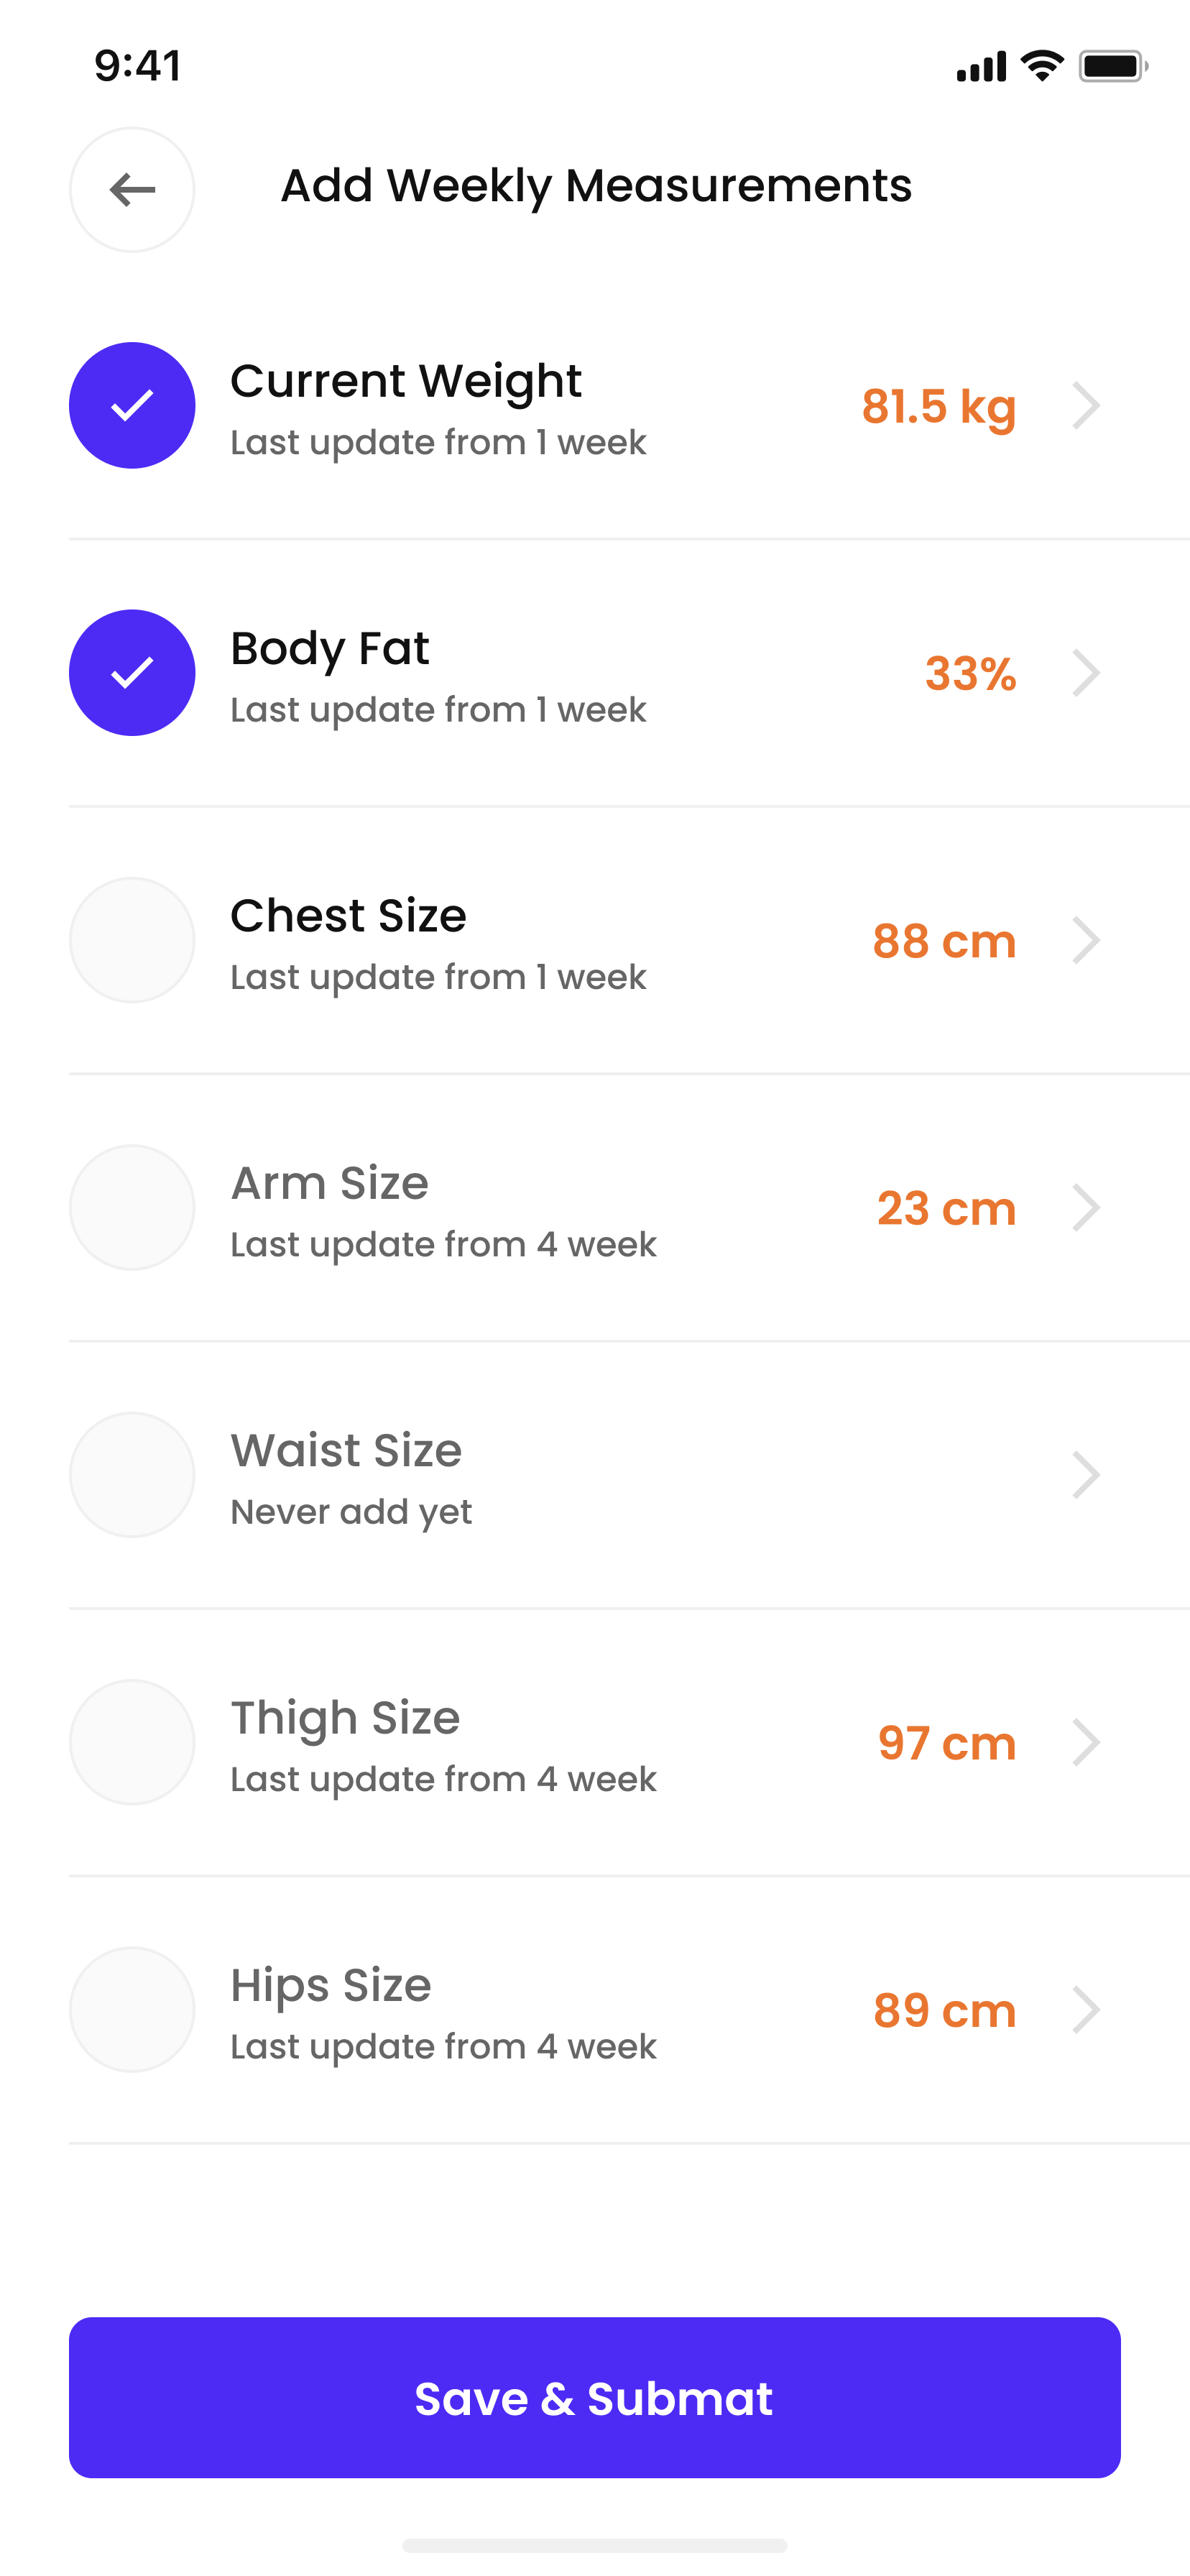 9:41
Add Weekly Measurements
Current Weight
81.5 kg
Last update from 1 week
Body Fat
33%
Last update from 1 week
Chest Size
88 cm
Last update from 1 week
Arm Size
23 cm
Last update from 4 week
Waist Size
Never add yet
Thigh Size
97 cm
Last update from 4 week
Hips Size
89 cm
Last update from 4 week
Save & Submat